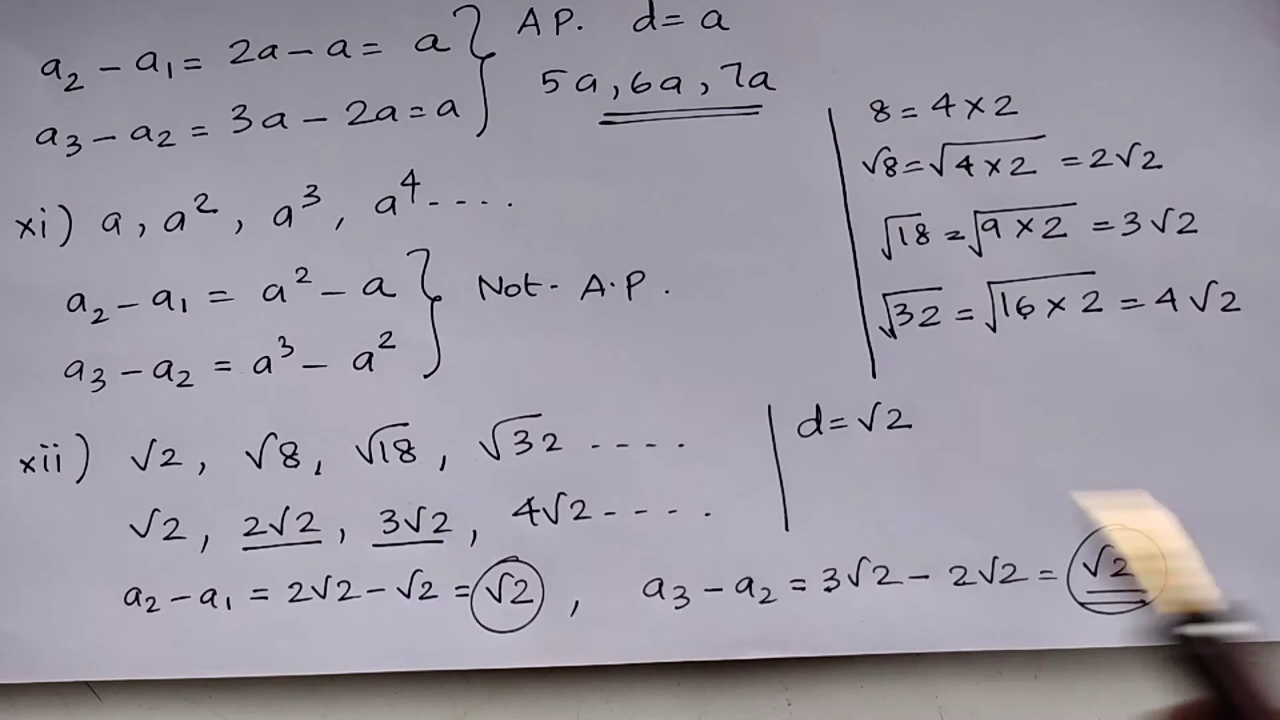 a₂ - a₁ = 2a - a = a } A.P. d = a
a₃ - a₂ = 3a - 2a = a } 5a, 6a, 7a
xi) a, a², a³, a⁴ ....
a₂ - a₁ = a² - a } Not - A.P.
a₃ - a₂ = a³ - a²
8 = 4 × 2
√8 = √4 × 2 = 2√2
√18 = √9 × 2 = 3√2
√32 = √16 × 2 = 4√2
xii) √2, √8, √18, √32 ....
√2, 2√2, 3√2, 4√2 ....
d = √2
a₂ - a₁ = 2√2 - √2 = √2 , a₃ - a₂ = 3√2 - 2√2 = √2